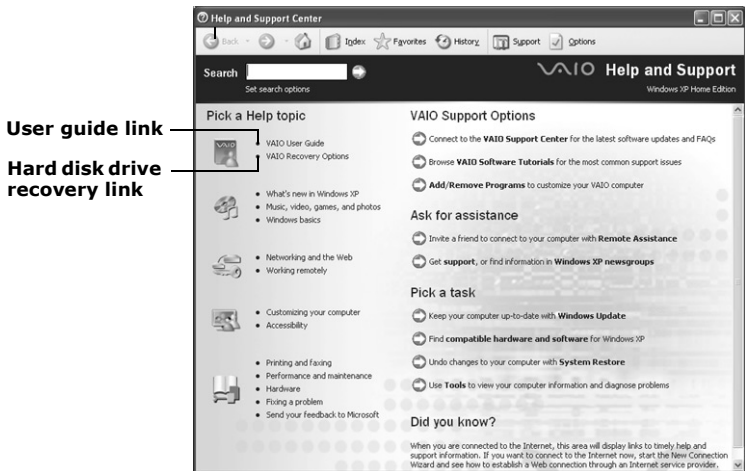 Help and Support Center
Back
Index
Favorites
History
Support
Options
Search
Set search options
VAIO Help and Support
Windows XP Home Edition
User guide link
Hard disk drive
recovery link
Pick a Help topic
VAIO User Guide
VAIO Recovery Options
What's new in Windows XP
Music, video, games, and photos
Windows basics
Networking and the Web
Working remotely
Customizing your computer
Accessibility
Printing and faxing
Performance and maintenance
Hardware
Fixing a problem
Send your feedback to Microsoft
VAIO Support Options
Connect to the VAIO Support Center for the latest software updates and FAQs
Browse VAIO Software Tutorials for the most common support issues
Add/Remove Programs to customize your VAIO computer
Ask for assistance
Invite a friend to connect to your computer with Remote Assistance
Get support, or find information in Windows XP newsgroups
Pick a task
Keep your computer up-to-date with Windows Update
Find compatible hardware and software for Windows XP
Undo changes to your computer with System Restore
Use Tools to view your computer information and diagnose problems
Did you know?
When you are connected to the Internet, this area will display links to timely help and
support information. If you want to connect to the Internet now, start the New Connection
Wizard and see how to establish a Web connection through an Internet service provider.